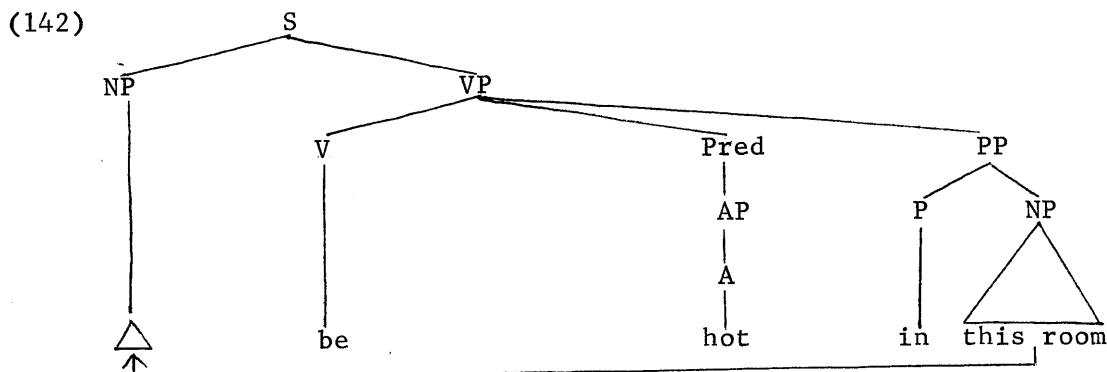 (142) S
NP VP
V Pred PP
AP P NP
A
be hot in this room